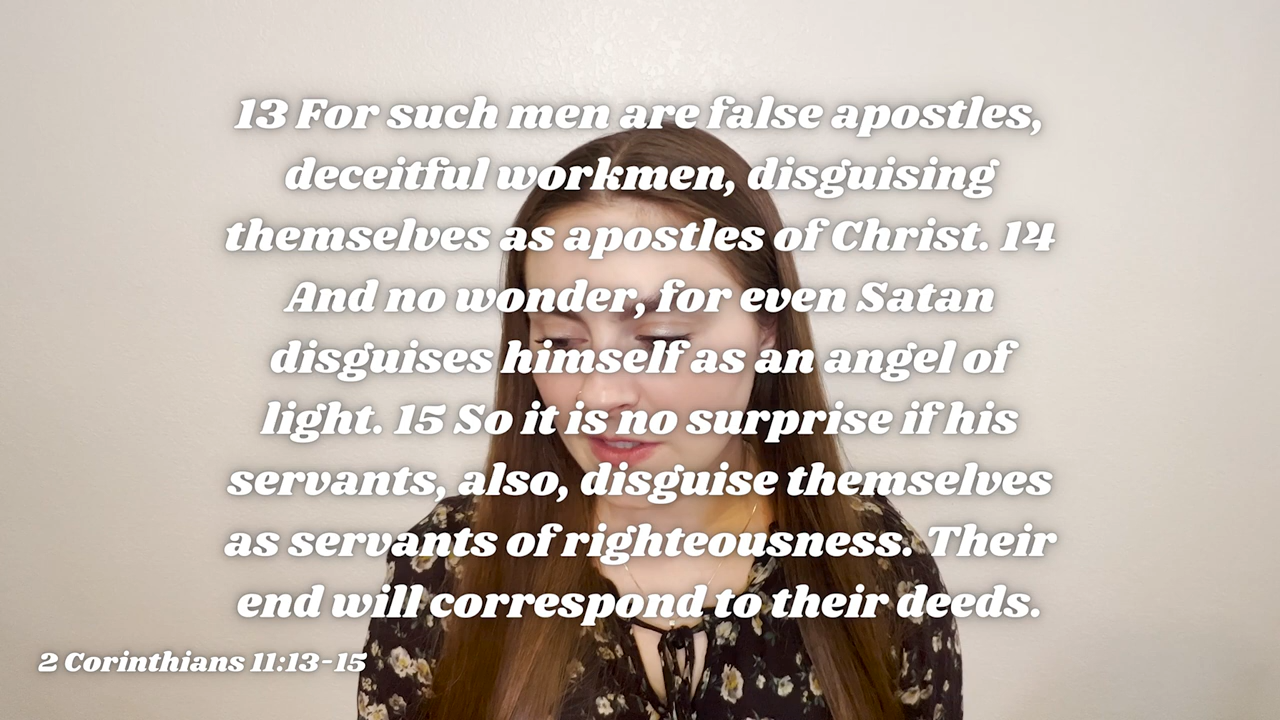 13 For such men are false apostles,
deceitful workmen, disguising
themselves as apostles of Christ. 14
And no wonder, for even Satan
disguises himself as an angel of
light. 15 So it is no surprise if his
servants, also, disguise themselves
as servants of righteousness. Their
end will correspond to their deeds.
2 Corinthians 11:13-15